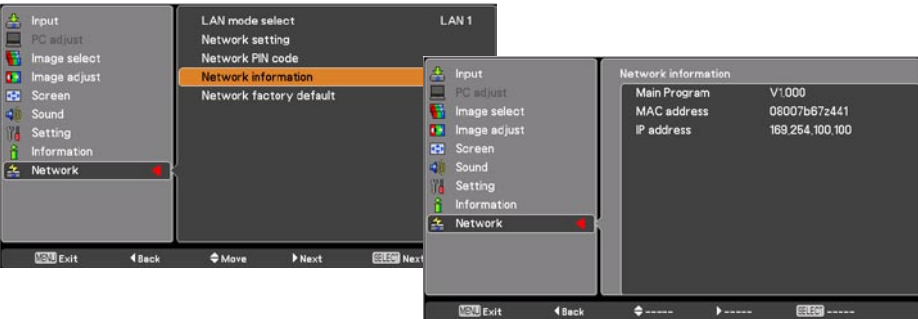 Input
PC adjust
Image select
Image adjust
Screen
Sound
Setting
Information
Network
LAN mode select LAN 1
Network setting
Network PIN code
Network information
Network factory default
MENU Exit Back Move Next SELECT Next
Input
PC adjust
Image select
Image adjust
Screen
Sound
Setting
Information
Network
Network information
Main Program V1.000
MAC address 08007b67z441
IP address 169.254.100.100
MENU Exit Back ----- ----- SELECT -----